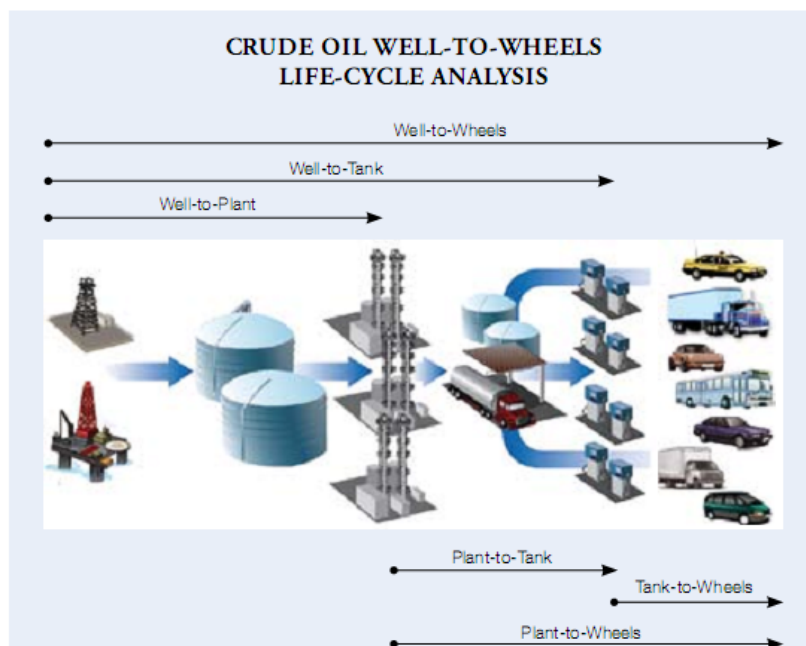 CRUDE OIL WELL-TO-WHEELS
LIFE-CYCLE ANALYSIS
Well-to-Wheels
Well-to-Tank
Well-to-Plant
Plant-to-Tank
Tank-to-Wheels
Plant-to-Wheels